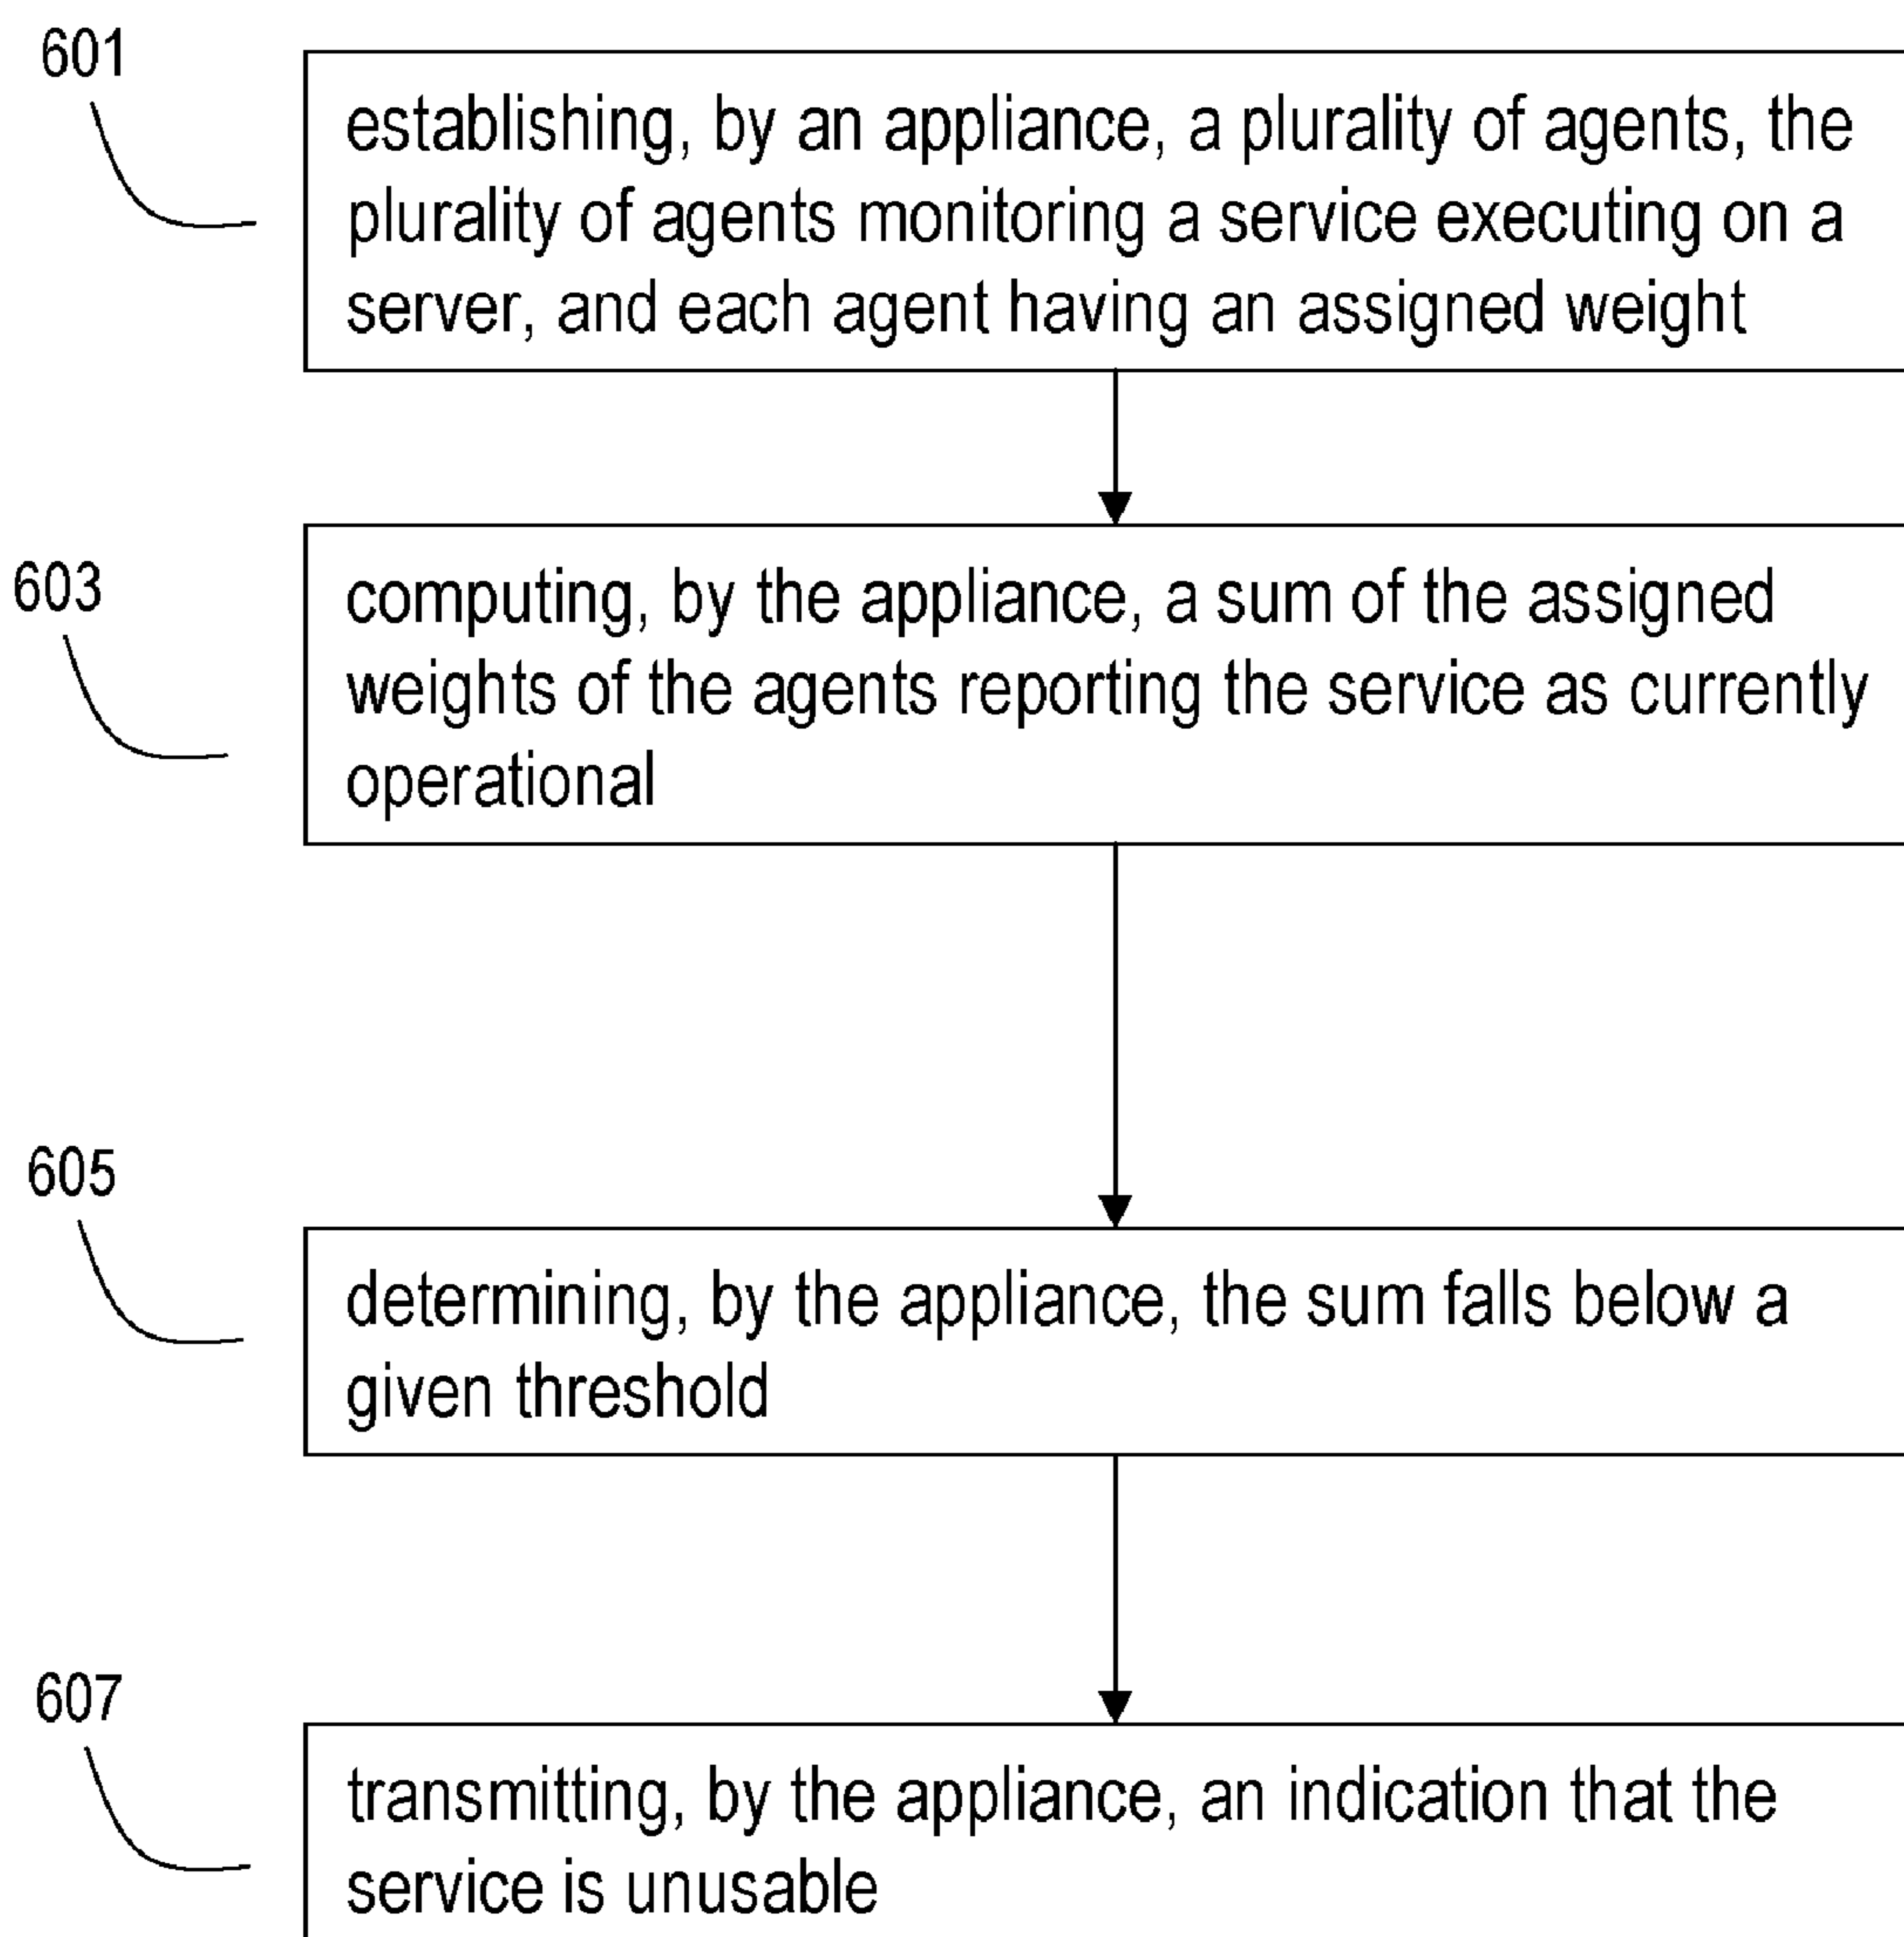 601
establishing, by an appliance, a plurality of agents, the
plurality of agents monitoring a service executing on a
server, and each agent having an assigned weight
603
computing, by the appliance, a sum of the assigned
weights of the agents reporting the service as currently
operational
605
determining, by the appliance, the sum falls below a
given threshold
607
transmitting, by the appliance, an indication that the
service is unusable